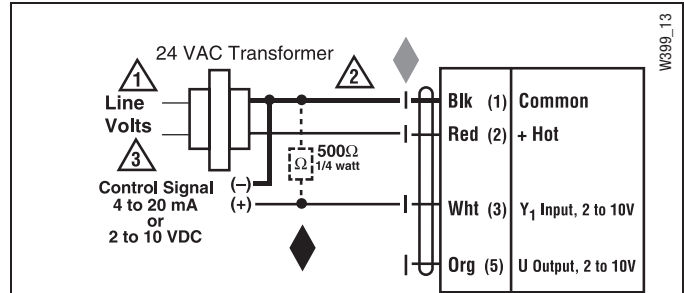 W399_13
24 VAC Transformer
1
2
Line
Volts
3
Control Signal
4 to 20 mA
or
2 to 10 VDC
(–)
(+)
Ω
500Ω
1/4 watt
Blk (1) Common
Red (2) + Hot
Wht (3) Y1 Input, 2 to 10V
Org (5) U Output, 2 to 10V